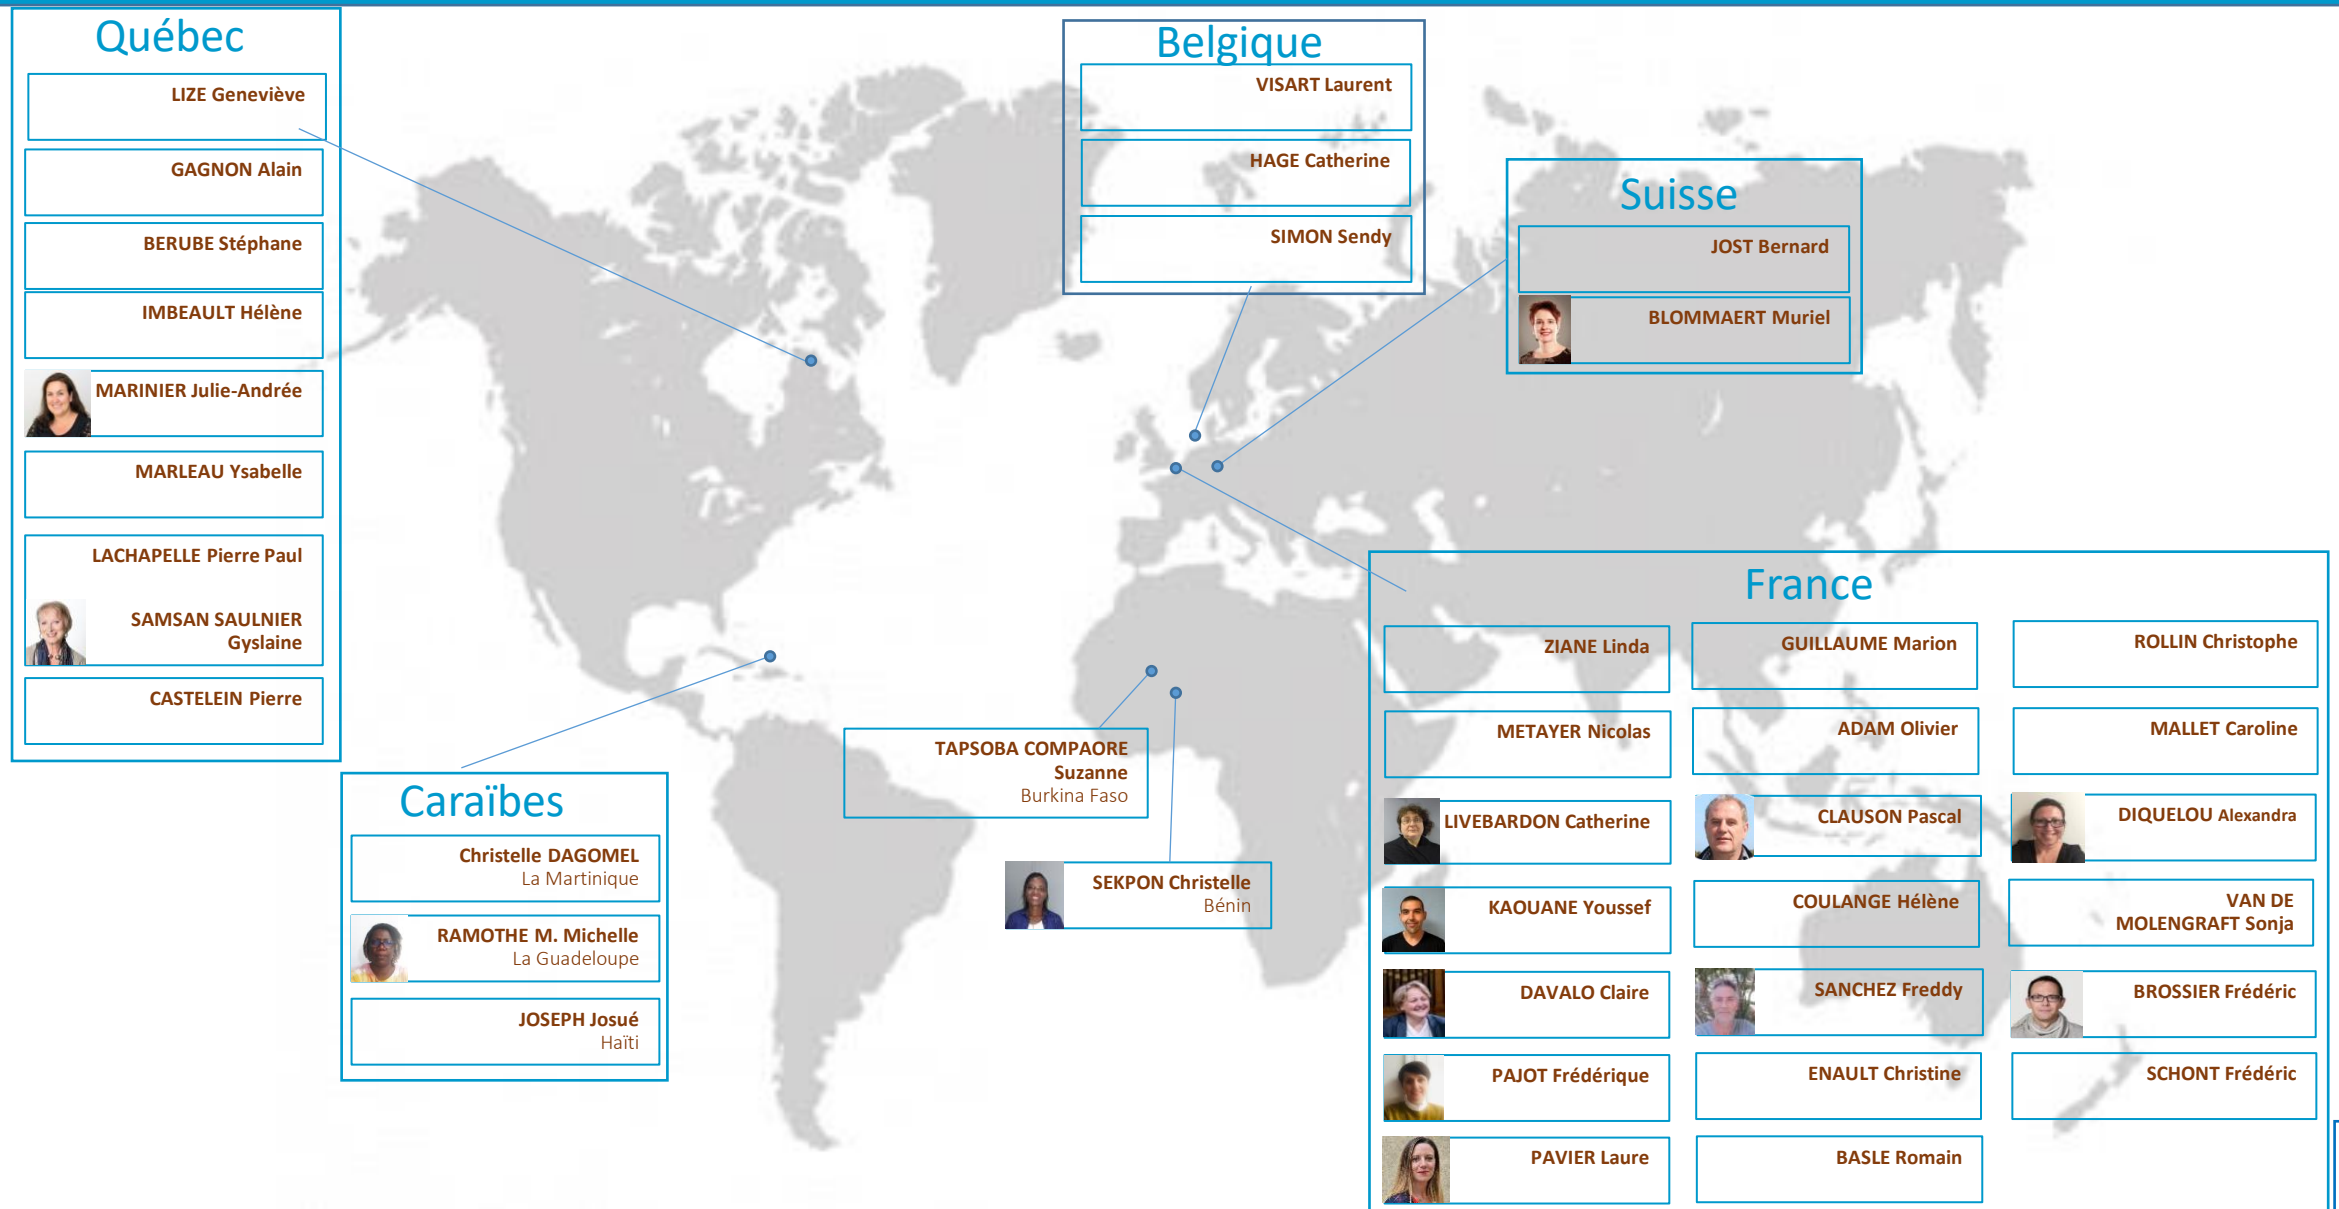 Québec
LIZE Geneviève
GAGNON Alain
BERUBE Stéphane
IMBEAULT Hélène
MARINIER Julie-Andrée
MARLEAU Ysabelle
LACHAPELLE Pierre Paul
SAMSAN SAULNIER
Gyslaine
CASTELEIN Pierre
Caraïbes
Christelle DAGOMEL
La Martinique
RAMOTHE M. Michelle
La Guadeloupe
JOSEPH Josué
Haïti
TAPSOBA COMPAORE
Suzanne
Burkina Faso
SEKPON Christelle
Bénin
Belgique
VISART Laurent
HAGE Catherine
SIMON Sendy
Suisse
JOST Bernard
BLOMMAERT Muriel
France
ZIANE Linda
METAYER Nicolas
LIVEBARDON Catherine
KAOUANE Youssef
DAVALO Claire
PAJOT Frédérique
PAVIER Laure
GUILLAUME Marion
ADAM Olivier
CLAUSON Pascal
COULANGE Hélène
SANCHEZ Freddy
ENAULT Christine
BASLE Romain
ROLLIN Christophe
MALLET Caroline
DIQUELOU Alexandra
VAN DE
MOLENGRAFT Sonja
BROSSIER Frédéric
SCHONT Frédéric